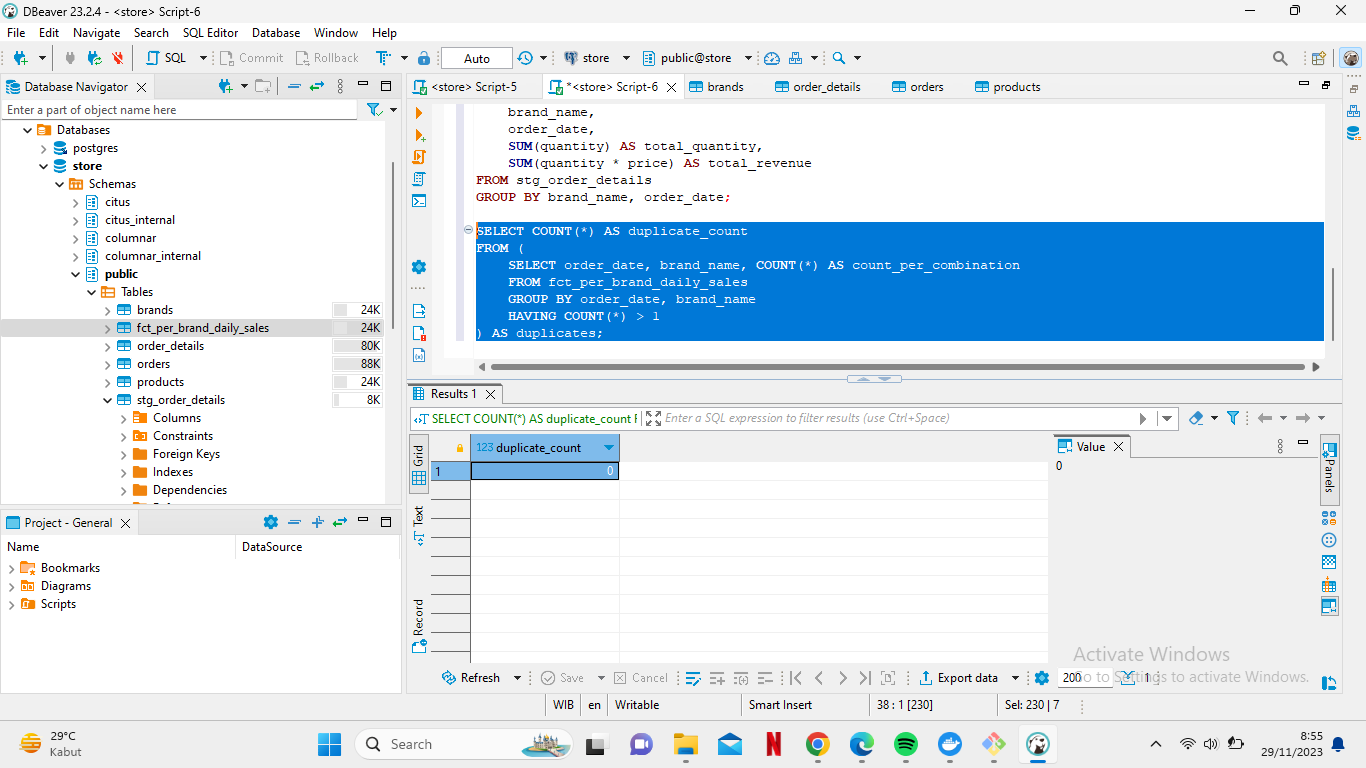 DBeaver 23.2.4 - <store> Script-6
File Edit Navigate Search SQL Editor Database Window Help
SQL Commit Rollback Auto store public@store
Database Navigator
Enter a part of object name here
Databases
postgres
store
Schemas
citus
citus_internal
columnar
columnar_internal
public
Tables
brands 24K
fct_per_brand_daily_sales 24K
order_details 80K
orders 88K
products 24K
stg_order_details 8K
Columns
Constraints
Foreign Keys
Indexes
Dependencies
Project - General
Name DataSource
Bookmarks
Diagrams
Scripts
<store> Script-5 *<store> Script-6 brands order_details orders products
brand_name,
order_date,
SUM(quantity) AS total_quantity,
SUM(quantity * price) AS total_revenue
FROM stg_order_details
GROUP BY brand_name, order_date;
SELECT COUNT(*) AS duplicate_count
FROM (
SELECT order_date, brand_name, COUNT(*) AS count_per_combination
FROM fct_per_brand_daily_sales
GROUP BY order_date, brand_name
HAVING COUNT(*) > 1
) AS duplicates;
Results 1
SELECT COUNT(*) AS duplicate_count F Enter a SQL expression to filter results (use Ctrl+Space)
Grid
Text
Record
123 duplicate_count
1 0
Value
0
Panels
Activate Windows
Go to Settings to activate Windows.
Refresh Save Cancel Export data 200 1
WIB en Writable Smart Insert 38 : 1 [230] Sel: 230 | 7
29°C
Kabut
Search
8:55
29/11/2023